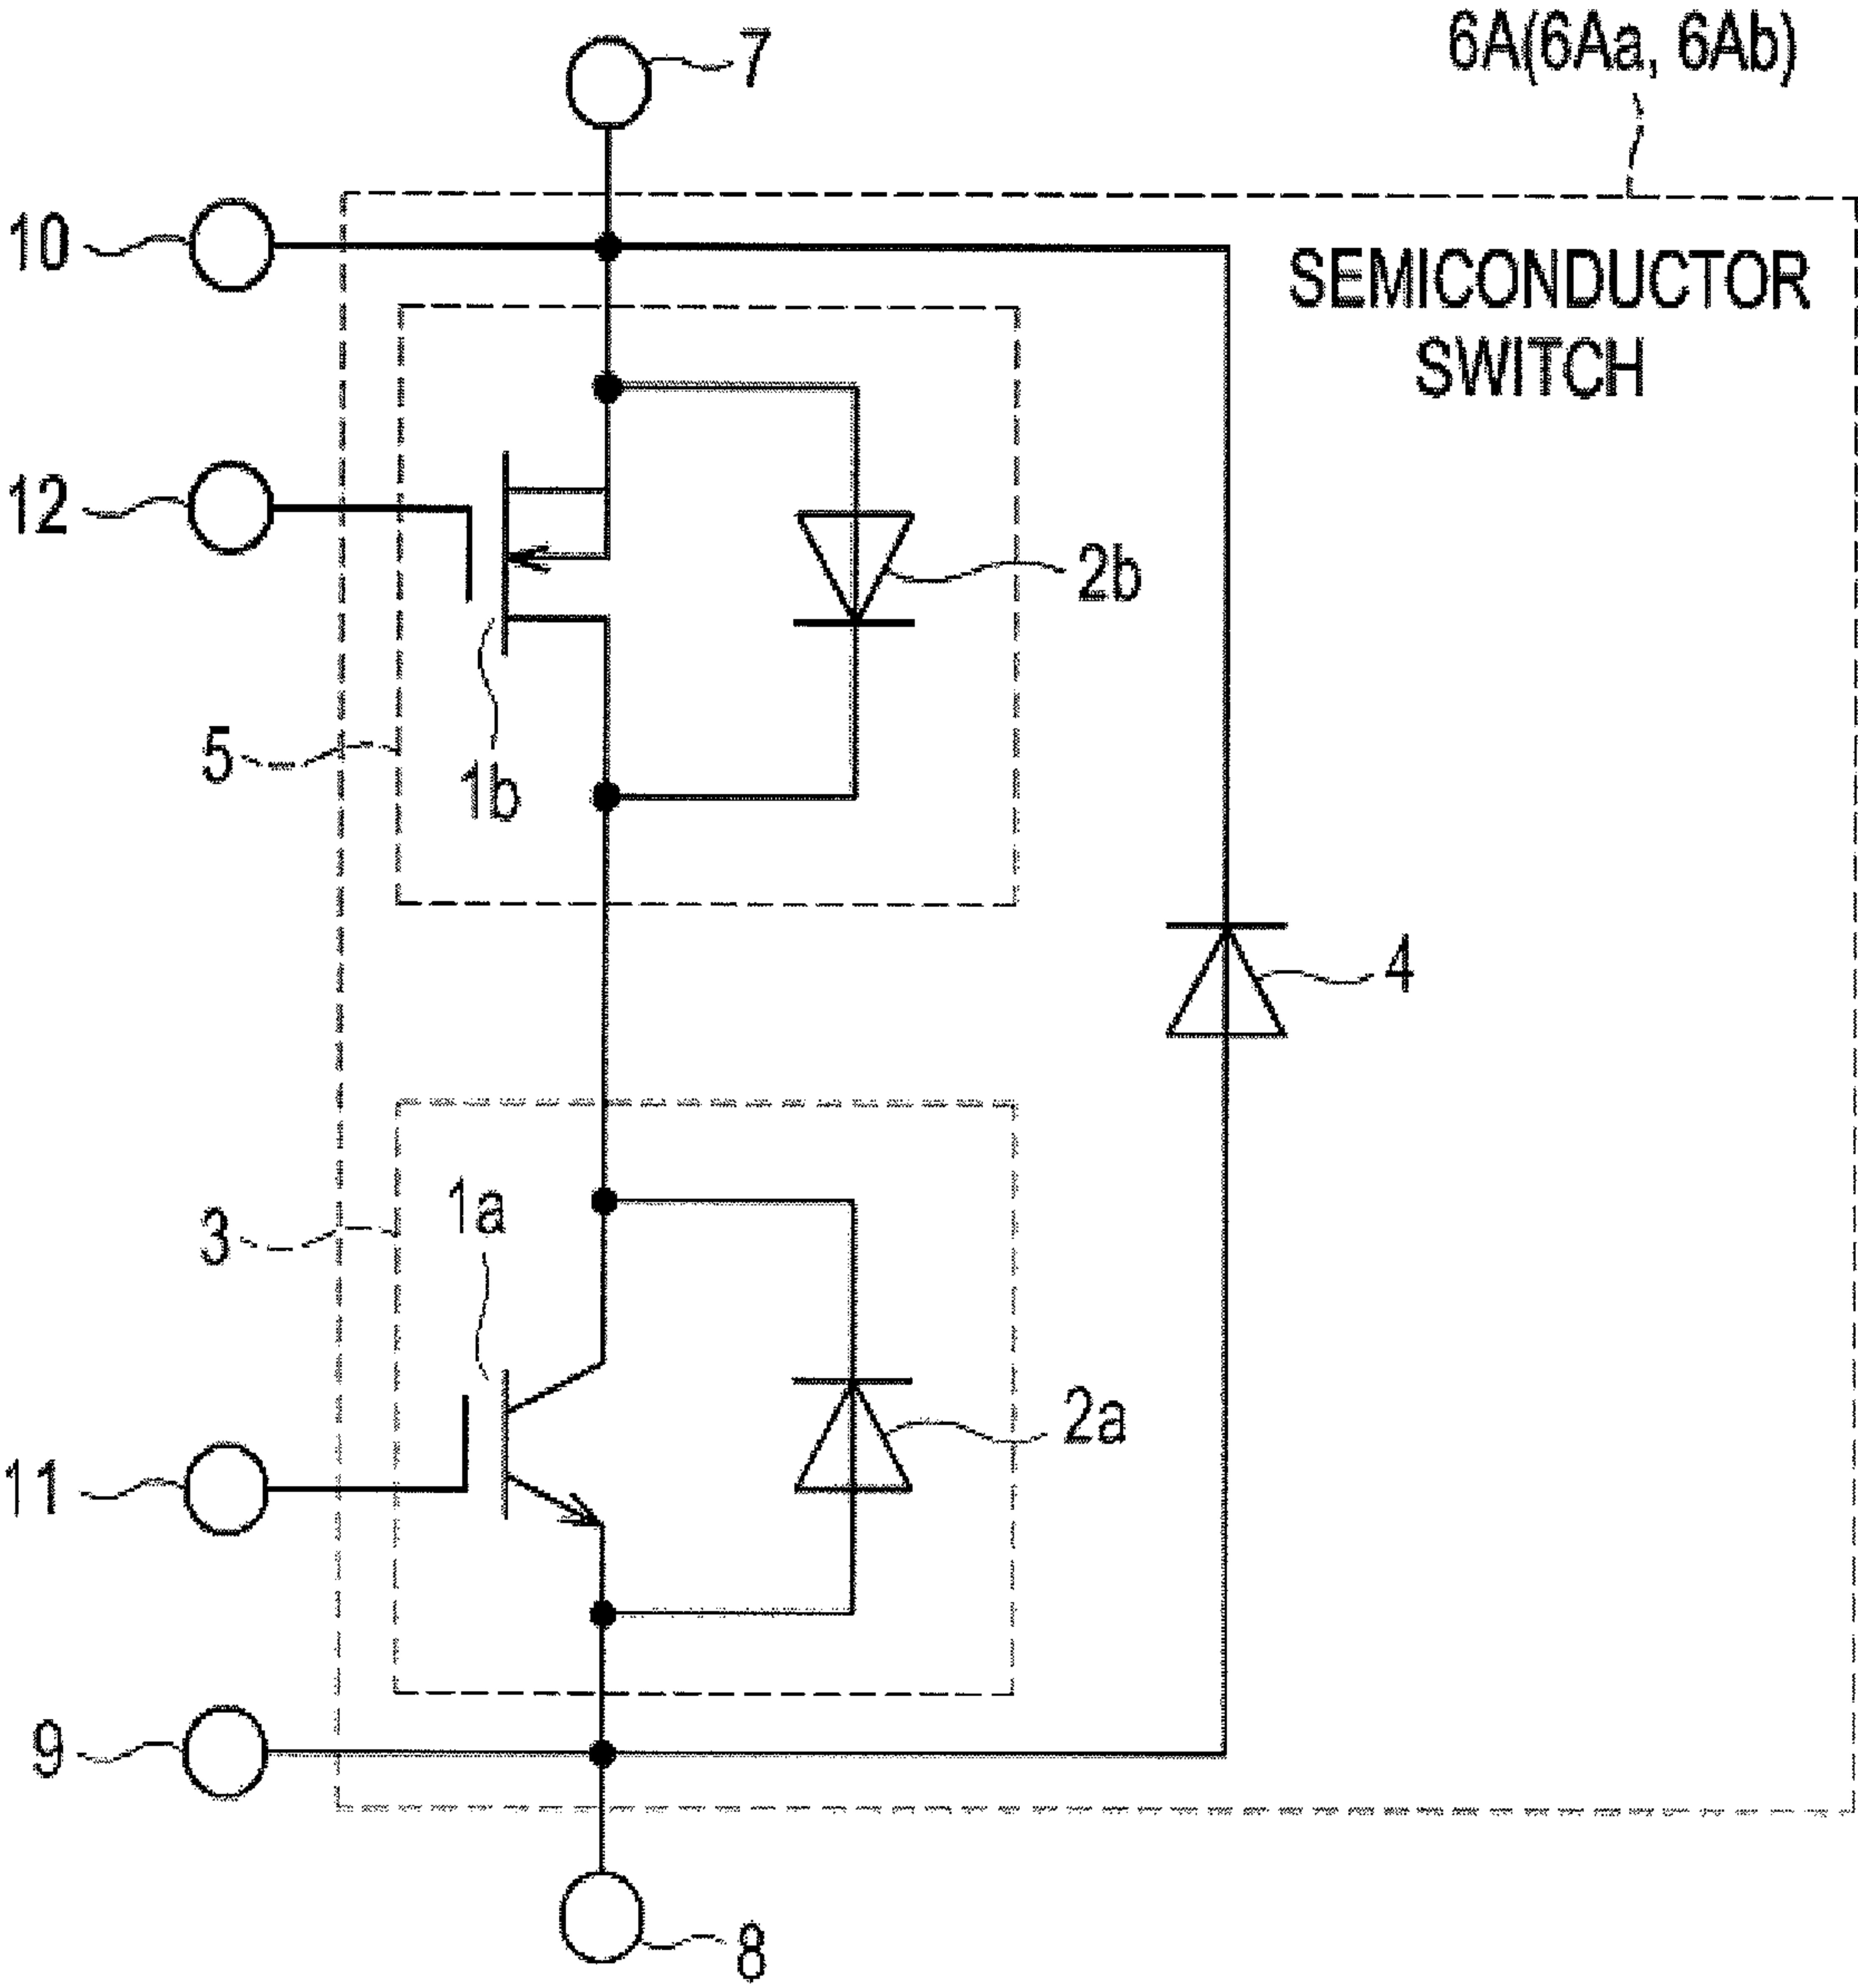 7
6A(6Aa, 6Ab)
10
SEMICONDUCTOR
SWITCH
12
2b
5
1b
4
3
1a
2a
11
9
8